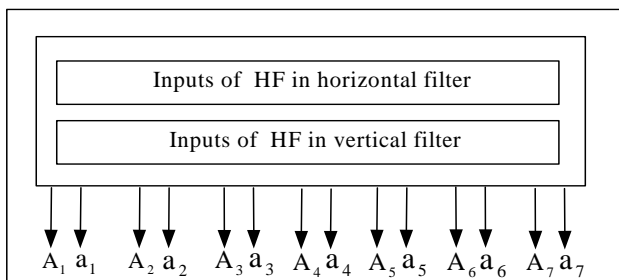 Inputs of HF in horizontal filter
Inputs of HF in vertical filter
A₁ a₁ A₂ a₂ A₃ a₃ A₄ a₄ A₅ a₅ A₆ a₆ A₇ a₇